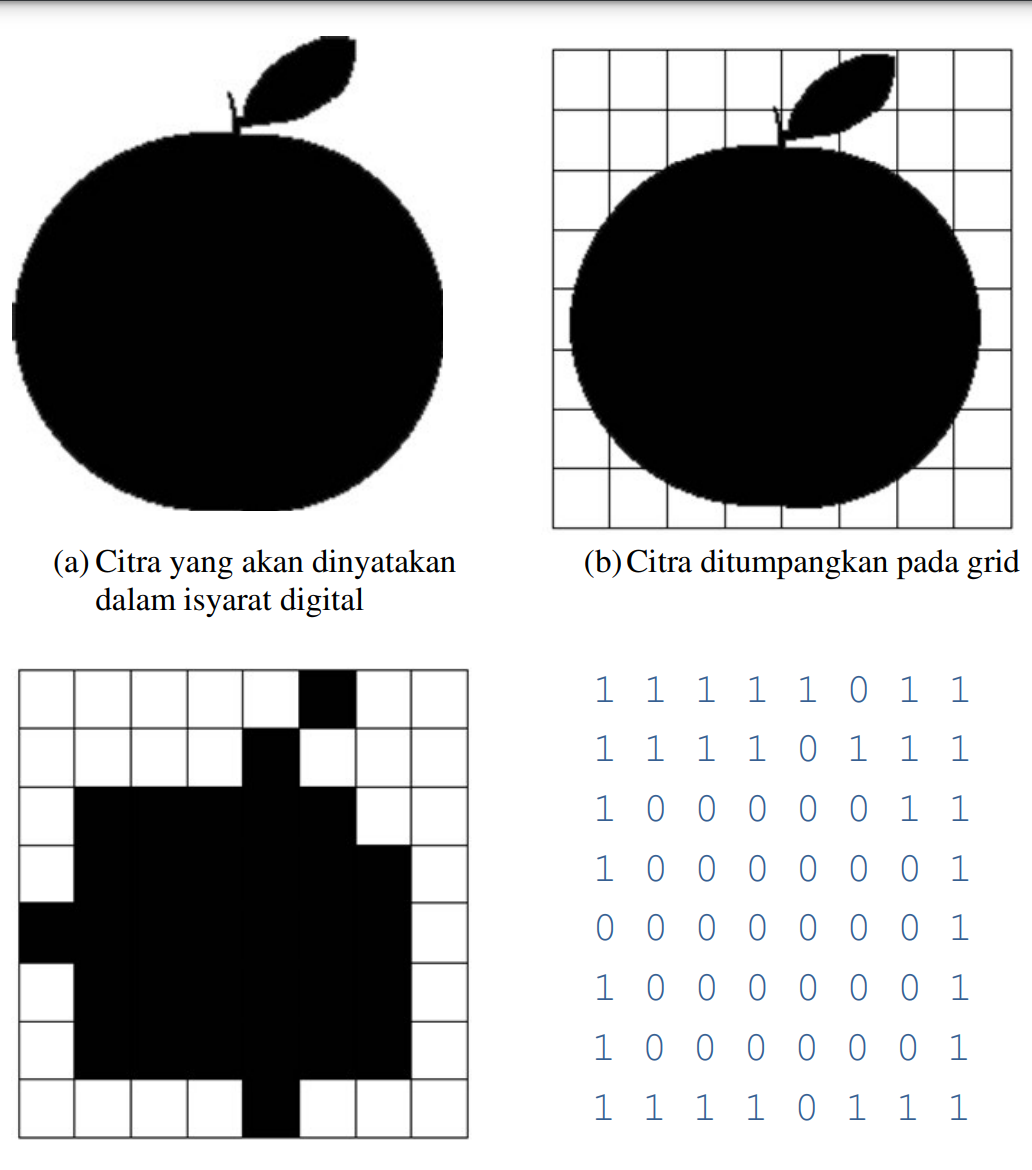 (a) Citra yang akan dinyatakan
dalam isyarat digital
(b) Citra ditumpangkan pada grid
1 1 1 1 1 0 1 1
1 1 1 1 0 1 1 1
1 0 0 0 0 0 1 1
1 0 0 0 0 0 0 1
0 0 0 0 0 0 0 1
1 0 0 0 0 0 0 1
1 0 0 0 0 0 0 1
1 1 1 1 0 1 1 1